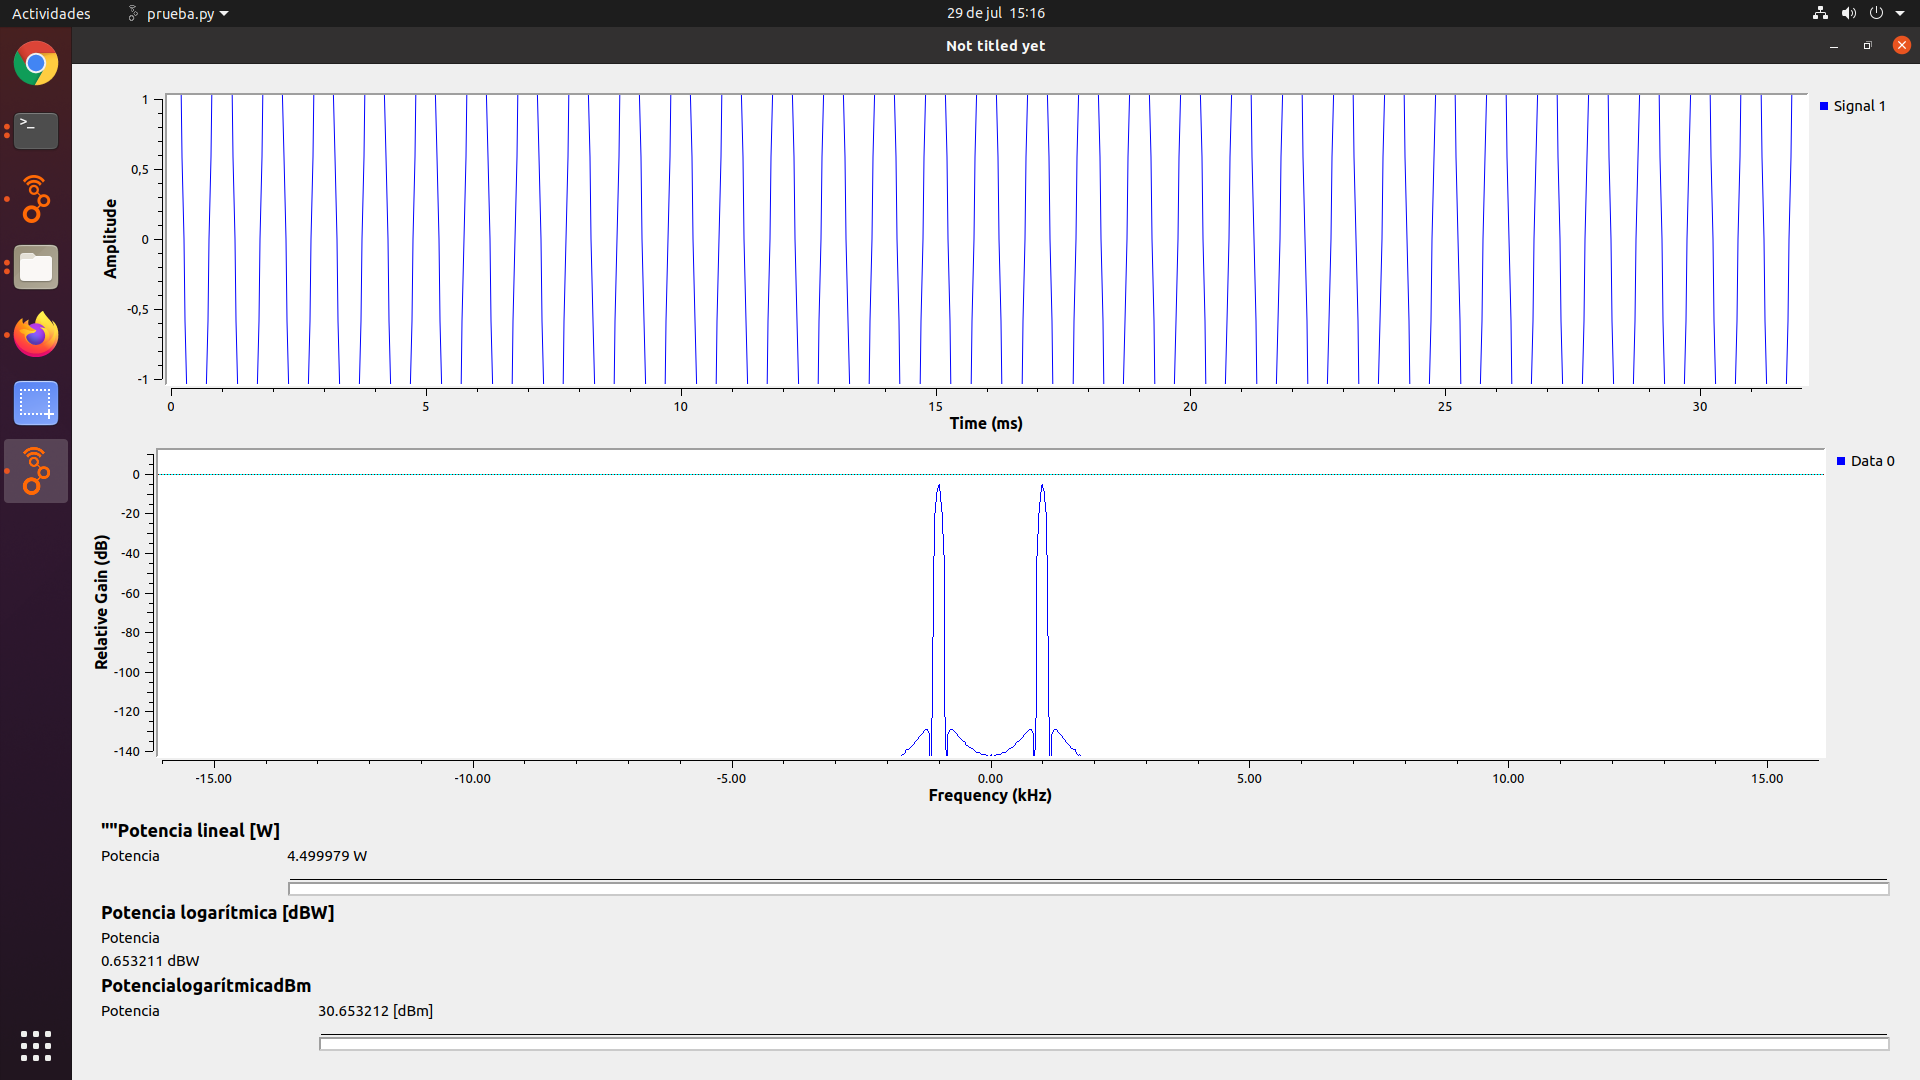 Actividades
prueba.py
29 de jul 15:16
Not titled yet
1
0,5
0
-0,5
-1
Amplitude
Signal 1
0 5 10 15 20 25 30
Time (ms)
0
-20
-40
-60
-80
-100
-120
-140
Relative Gain (dB)
Data 0
-15.00 -10.00 -5.00 0.00 5.00 10.00 15.00
Frequency (kHz)
""Potencia lineal [W]
Potencia 4.499979 W
Potencia logarítmica [dBW]
Potencia
0.653211 dBW
PotencialogarítmicadBm
Potencia 30.653212 [dBm]